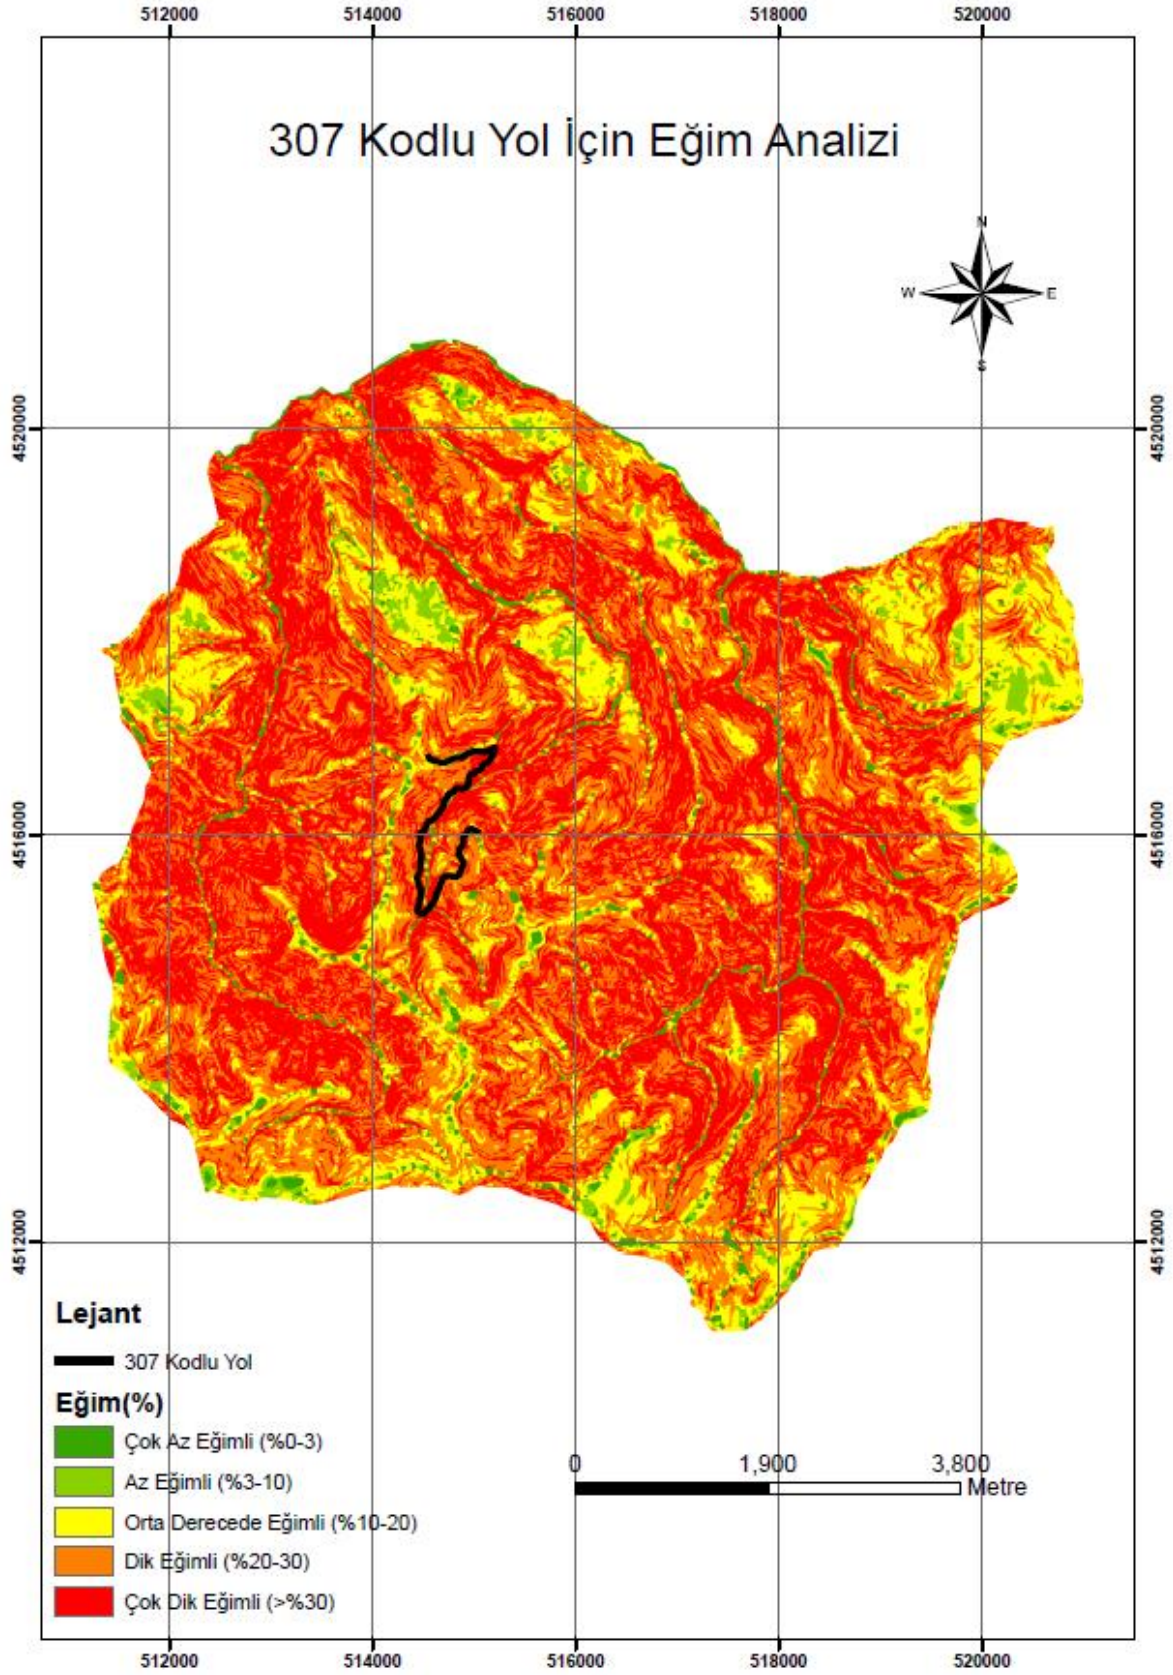 512000 514000 516000 518000 520000
307 Kodlu Yol İçin Eğim Analizi
N
W E
S
4520000 4520000
4516000 4516000
4512000 4512000
Lejant
307 Kodlu Yol
Eğim(%)
Çok Az Eğimli (%0-3)
Az Eğimli (%3-10)
Orta Derecede Eğimli (%10-20)
Dik Eğimli (%20-30)
Çok Dik Eğimli (>%30)
0 1,900 3,800
Metre
512000 514000 516000 518000 520000